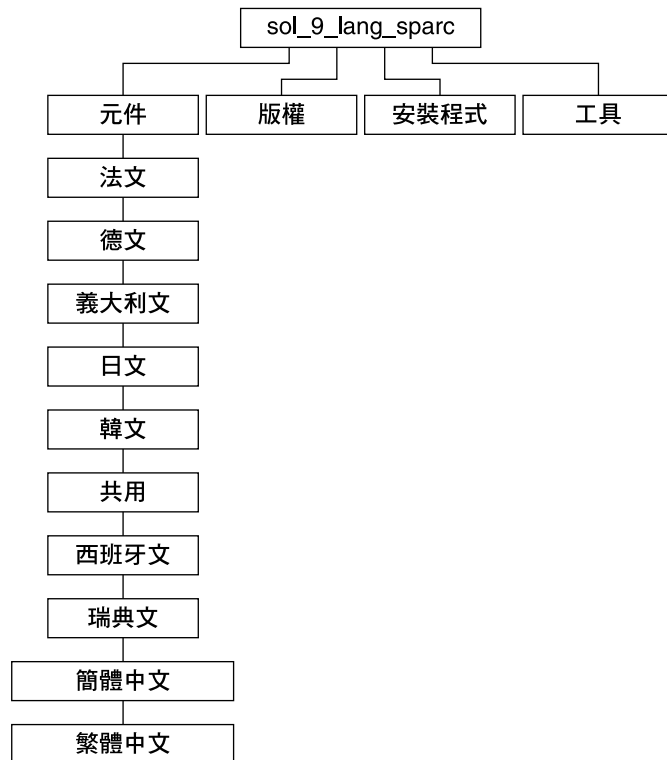 sol_9_lang_sparc
元件
版權
安裝程式
工具
法文
德文
義大利文
日文
韓文
共用
西班牙文
瑞典文
簡體中文
繁體中文